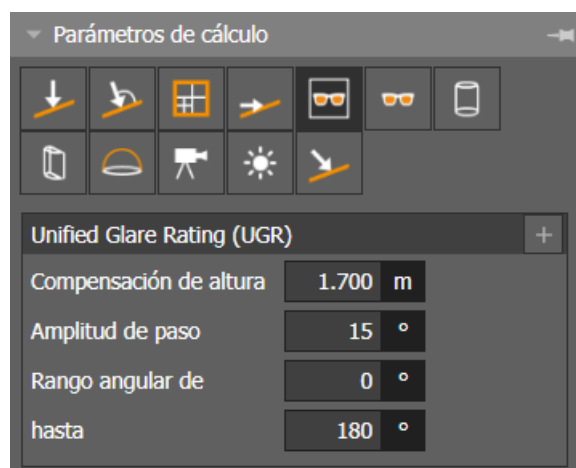 Parámetros de cálculo
Unified Glare Rating (UGR)
Compensación de altura 1.700 m
Amplitud de paso 15 °
Rango angular de 0 °
hasta 180 °